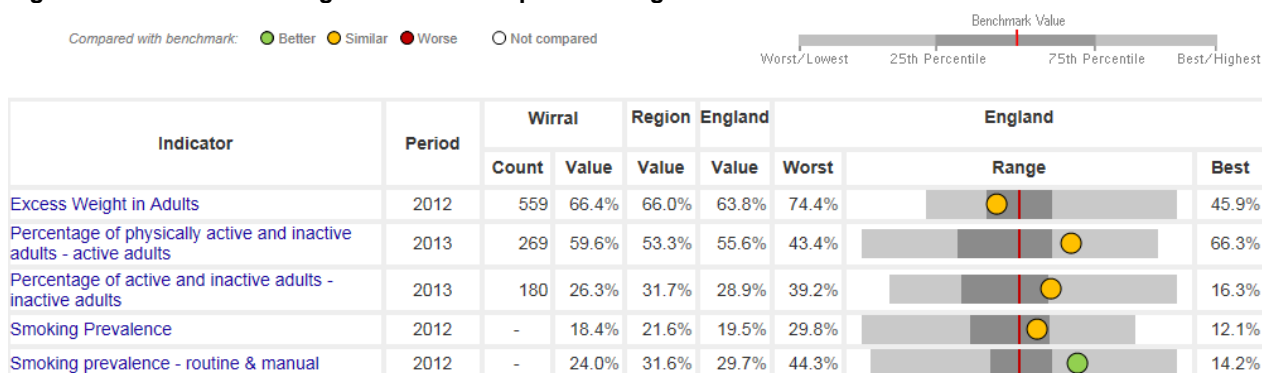 Compared with benchmark: Better Similar Worse Not compared
Benchmark Value
Worst/Lowest 25th Percentile 75th Percentile Best/Highest
Indicator Period Wirral Region England England
Count Value Value Value Worst Range Best
Excess Weight in Adults 2012 559 66.4% 66.0% 63.8% 74.4% 45.9%
Percentage of physically active and inactive
adults - active adults 2013 269 59.6% 53.3% 55.6% 43.4% 66.3%
Percentage of active and inactive adults -
inactive adults 2013 180 26.3% 31.7% 28.9% 39.2% 16.3%
Smoking Prevalence 2012 - 18.4% 21.6% 19.5% 29.8% 12.1%
Smoking prevalence - routine & manual 2012 - 24.0% 31.6% 29.7% 44.3% 14.2%